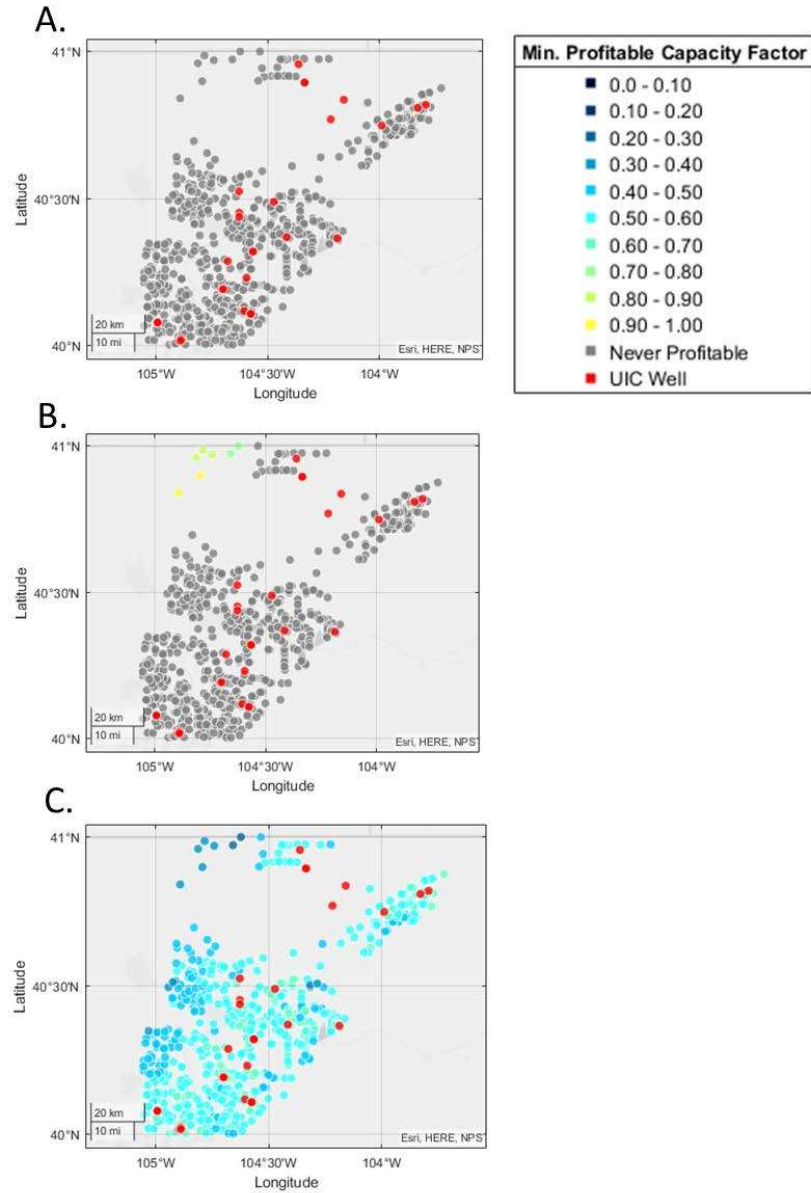 A.
41°N
40°30'N
40°N
Latitude
20 km
10 mi
Esri, HERE, NPS
105°W
104°30'W
104°W
Longitude
Min. Profitable Capacity Factor
0.0 - 0.10
0.10 - 0.20
0.20 - 0.30
0.30 - 0.40
0.40 - 0.50
0.50 - 0.60
0.60 - 0.70
0.70 - 0.80
0.80 - 0.90
0.90 - 1.00
Never Profitable
UIC Well
B.
41°N
40°30'N
40°N
Latitude
20 km
10 mi
Esri, HERE, NPS
105°W
104°30'W
104°W
Longitude
C.
41°N
40°30'N
40°N
Latitude
20 km
10 mi
Esri, HERE, NPS
105°W
104°30'W
104°W
Longitude